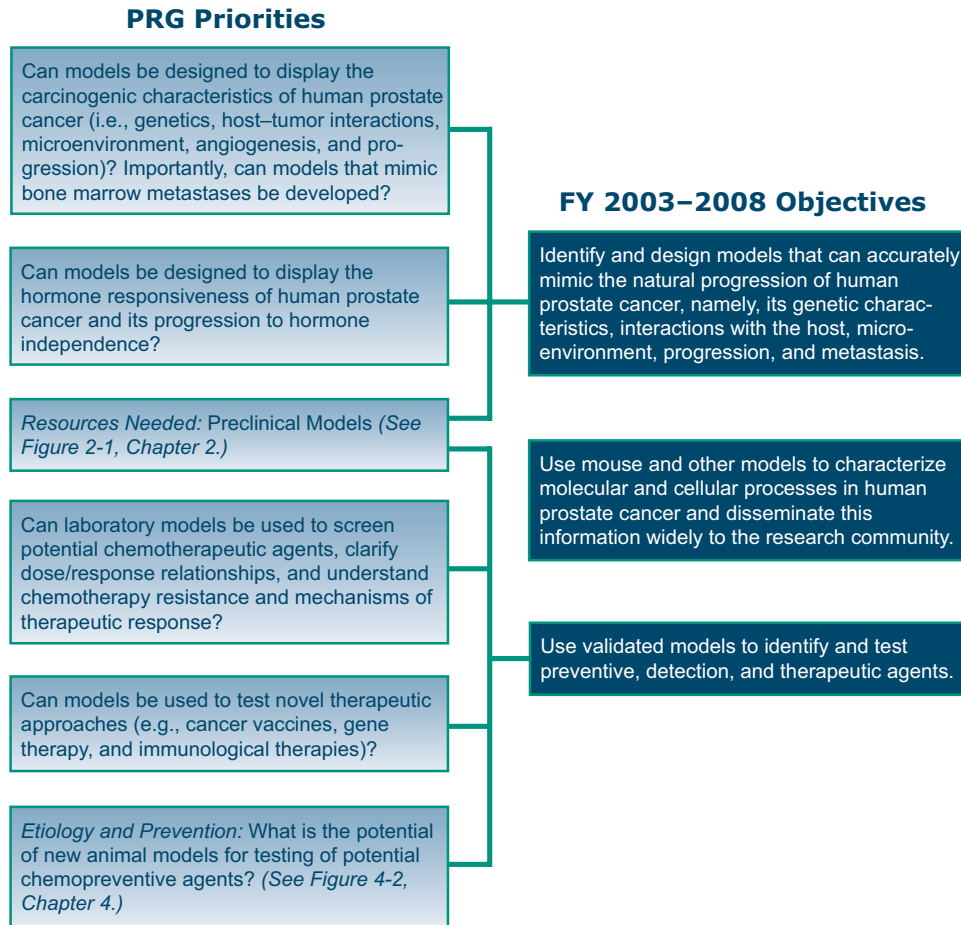 PRG Priorities
Can models be designed to display the
carcinogenic characteristics of human prostate
cancer (i.e., genetics, host–tumor interactions,
microenvironment, angiogenesis, and pro-
gression)? Importantly, can models that mimic
bone marrow metastases be developed?
Can models be designed to display the
hormone responsiveness of human prostate
cancer and its progression to hormone
independence?
Resources Needed: Preclinical Models (See
Figure 2-1, Chapter 2.)
Can laboratory models be used to screen
potential chemotherapeutic agents, clarify
dose/response relationships, and understand
chemotherapy resistance and mechanisms of
therapeutic response?
Can models be used to test novel therapeutic
approaches (e.g., cancer vaccines, gene
therapy, and immunological therapies)?
Etiology and Prevention: What is the potential
of new animal models for testing of potential
chemopreventive agents? (See Figure 4-2,
Chapter 4.)
FY 2003–2008 Objectives
Identify and design models that can accurately
mimic the natural progression of human
prostate cancer, namely, its genetic charac-
teristics, interactions with the host, micro-
environment, progression, and metastasis.
Use mouse and other models to characterize
molecular and cellular processes in human
prostate cancer and disseminate this
information widely to the research community.
Use validated models to identify and test
preventive, detection, and therapeutic agents.